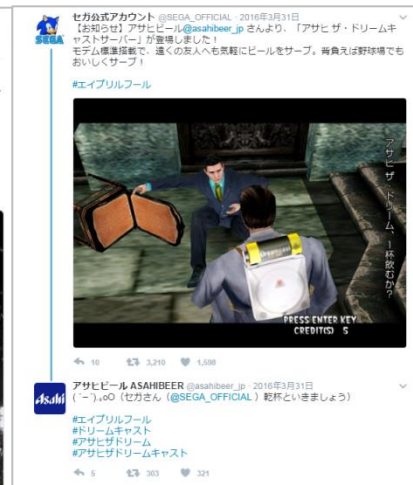 セガ公式アカウント @SEGA_OFFICIAL · 2016年3月31日
【お知らせ】アサヒビール@asahibeer_jp さんより、「アサヒ ザ・ドリームキ
ャストサーバー」が登場しました！
モデム標準搭載で、遠くの友人へも気軽にビールをサーブ。背負えば野球場でも
おいしくサーブ！
#エイプリルフール
SEGA
アサヒ ザ・ドリーム、1杯飲むか？
PRESS ENTER KEY
CREDIT(S) 5
10 3,210 1,598
アサヒビール ASAHIBEER @asahibeer_jp · 2016年3月31日
(´－`) .｡oO（セガさん（@SEGA_OFFICIAL ）乾杯といきましょう）
Asahi
#エイプリルフール
#ドリームキャスト
#アサヒザドリーム
#アサヒザドリームキャスト
5 303 321